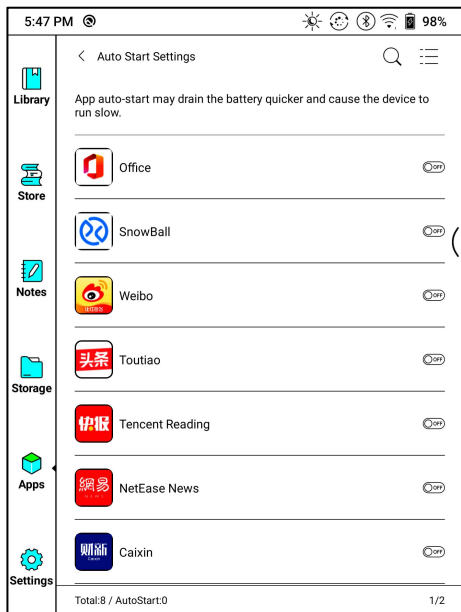 5:47 PM
98%
Auto Start Settings
Library
App auto-start may drain the battery quicker and cause the device to
run slow.
Office
OFF
Store
SnowBall
OFF
Notes
Weibo
OFF
Toutiao
头条
OFF
Storage
快报
Tencent Reading
OFF
Apps
網易
NEWS
NetEase News
OFF
财新
Caixin
Caixin
OFF
Settings
Total:8 / AutoStart:0
1/2